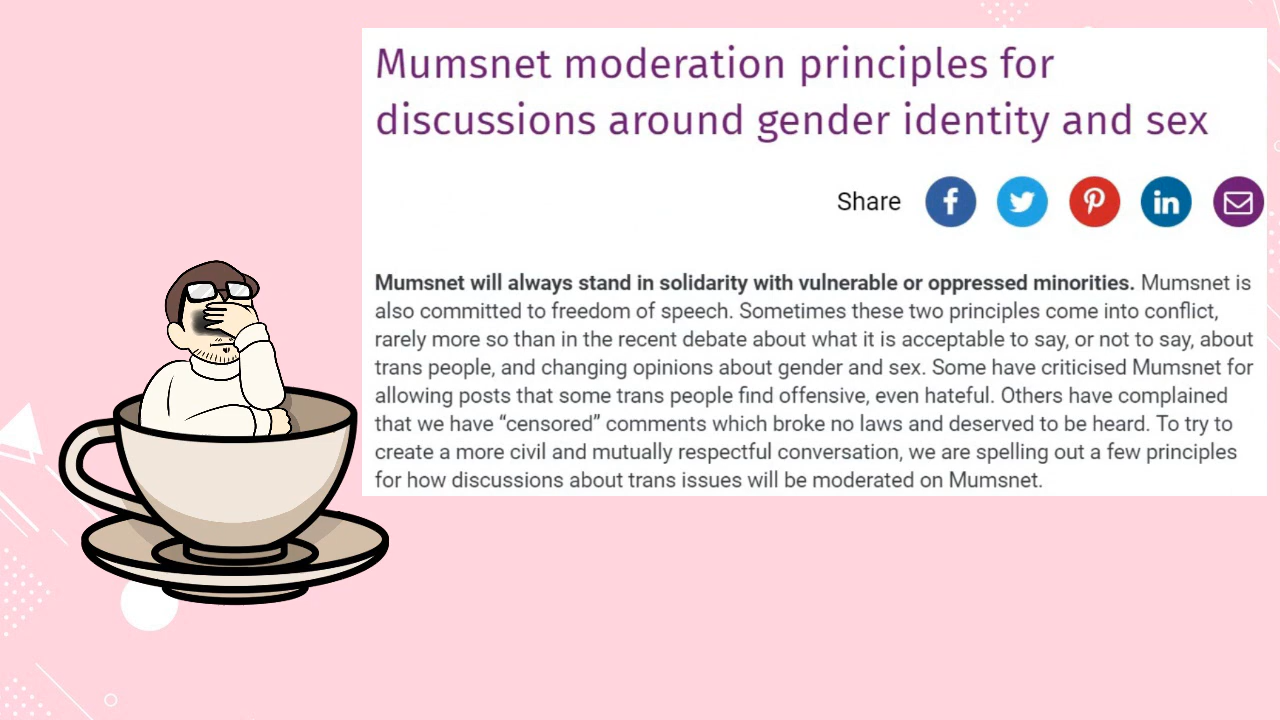 Mumsnet moderation principles for
discussions around gender identity and sex
Share
Mumsnet will always stand in solidarity with vulnerable or oppressed minorities. Mumsnet is
also committed to freedom of speech. Sometimes these two principles come into conflict,
rarely more so than in the recent debate about what it is acceptable to say, or not to say, about
trans people, and changing opinions about gender and sex. Some have criticised Mumsnet for
allowing posts that some trans people find offensive, even hateful. Others have complained
that we have “censored” comments which broke no laws and deserved to be heard. To try to
create a more civil and mutually respectful conversation, we are spelling out a few principles
for how discussions about trans issues will be moderated on Mumsnet.